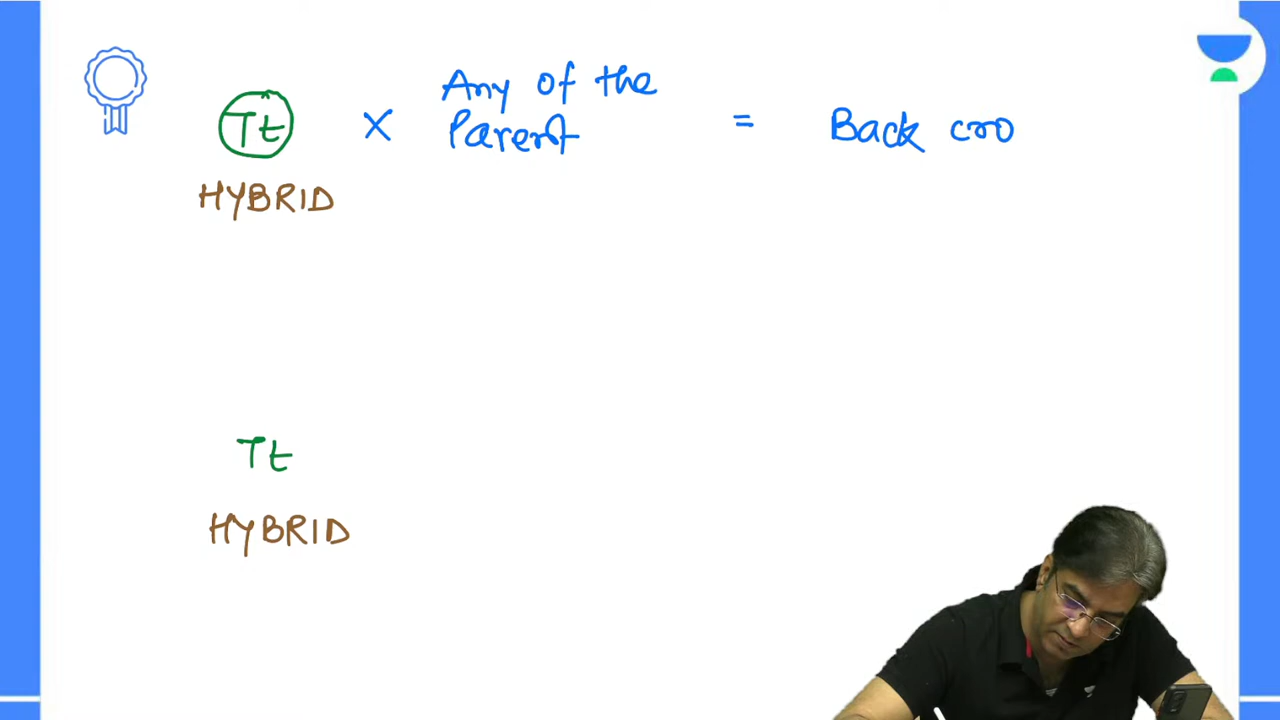 Tt × Any of the Parent = Back cro
HYBRID
Tt
HYBRID